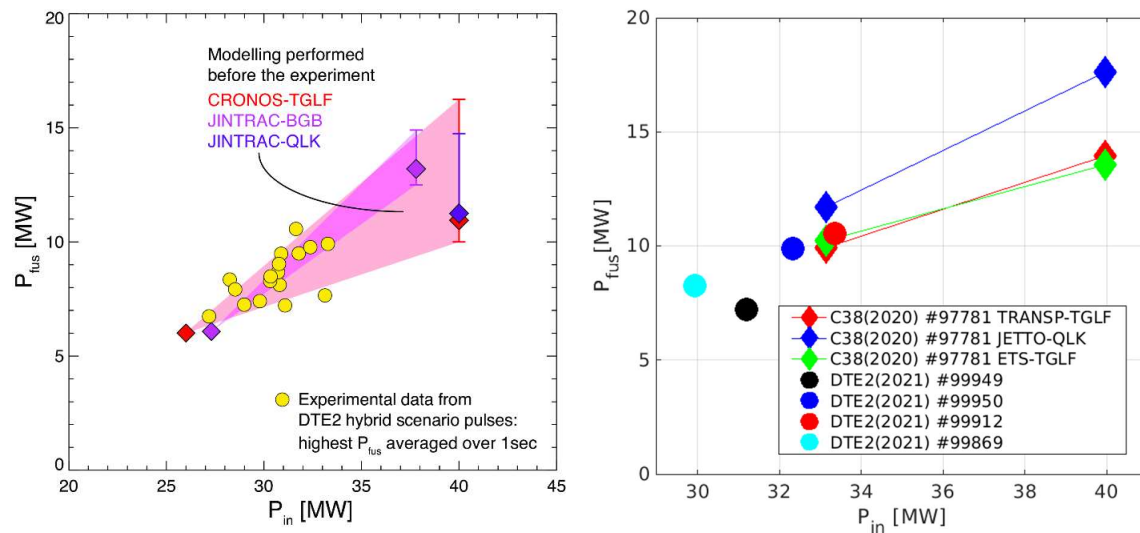 20
15
10
5
0
P_fus [MW]
Modelling performed
before the experiment
CRONOS-TGLF
JINTRAC-BGB
JINTRAC-QLK
Experimental data from
DTE2 hybrid scenario pulses:
highest P_fus averaged over 1sec
20 25 30 35 40 45
P_in [MW]
20
15
10
5
0
P_fus[MW]
C38(2020) #97781 TRANSP-TGLF
C38(2020) #97781 JETTO-QLK
C38(2020) #97781 ETS-TGLF
DTE2(2021) #99949
DTE2(2021) #99950
DTE2(2021) #99912
DTE2(2021) #99869
30 32 34 36 38 40
P_in [MW]